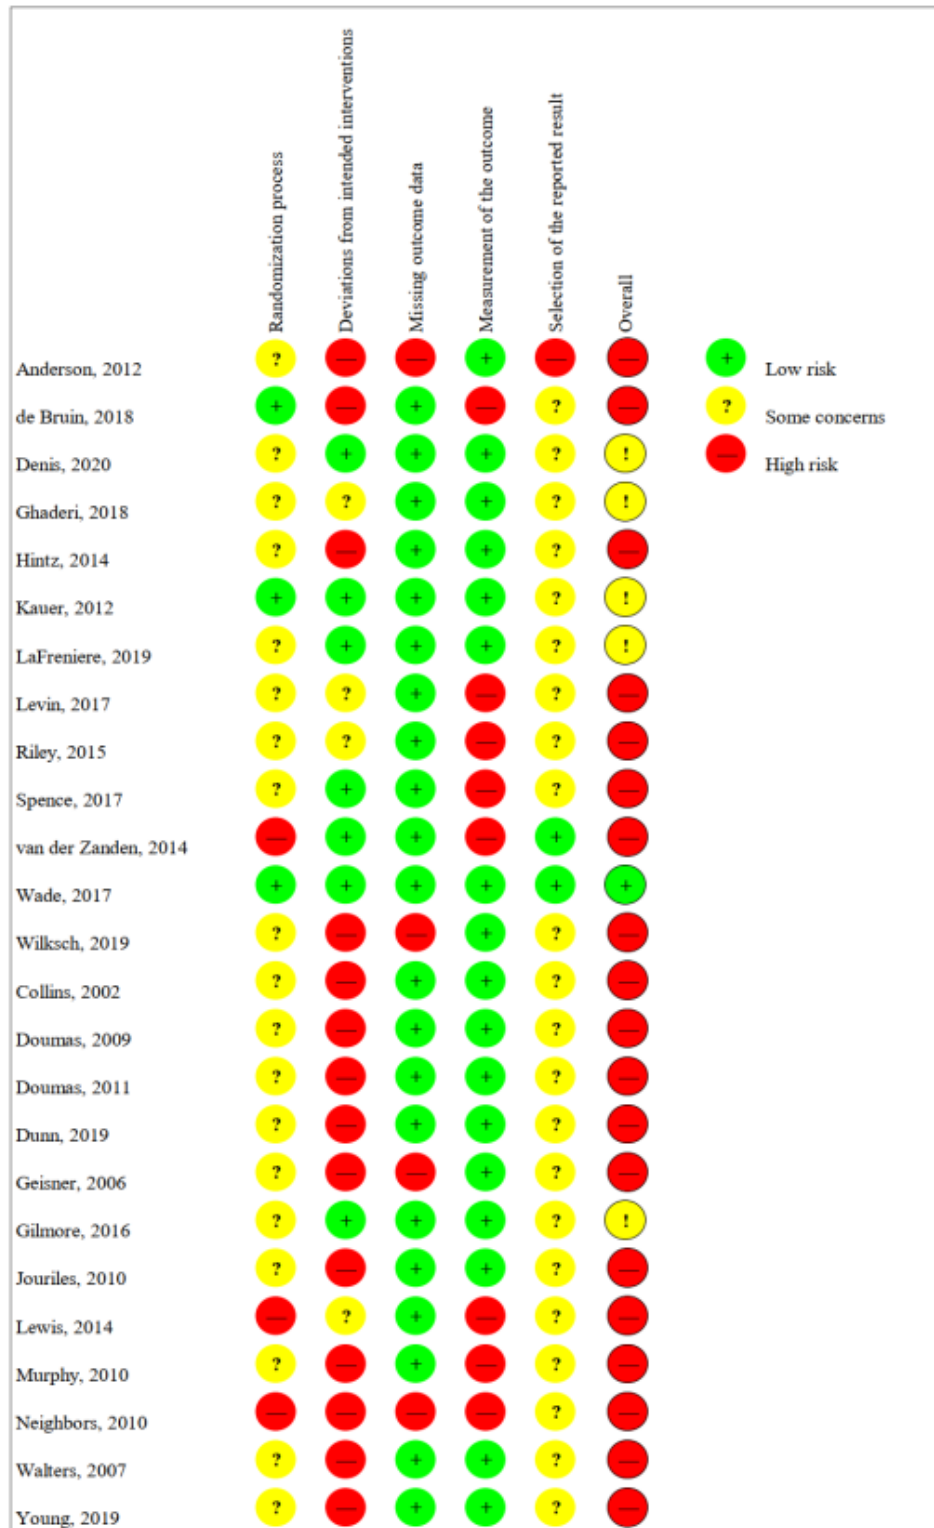 Randomization process
Deviations from intended interventions
Missing outcome data
Measurement of the outcome
Selection of the reported result
Overall
Anderson, 2012 ? — — + — —
+ Low risk
de Bruin, 2018 + — + — ? —
? Some concerns
Denis, 2020 ? + + + ? !
— High risk
Ghaderi, 2018 ? ? + + ? !
Hintz, 2014 ? — + + ? —
Kauer, 2012 + + + + ? !
LaFreniere, 2019 ? + + + ? !
Levin, 2017 ? ? + — ? —
Riley, 2015 ? ? + — ? —
Spence, 2017 ? + + — ? —
van der Zanden, 2014 — + + — + —
Wade, 2017 + + + + + +
Wilksch, 2019 ? — — + ? —
Collins, 2002 ? — + + ? —
Doumas, 2009 ? — + + ? —
Doumas, 2011 ? — + + ? —
Dunn, 2019 ? — + + ? —
Geisner, 2006 ? — — + ? —
Gilmore, 2016 ? + + + ? !
Jouriles, 2010 ? — + + ? —
Lewis, 2014 — ? + — ? —
Murphy, 2010 ? — + — ? —
Neighbors, 2010 — — — — ? —
Walters, 2007 ? — + + ? —
Young, 2019 ? — + + ? —